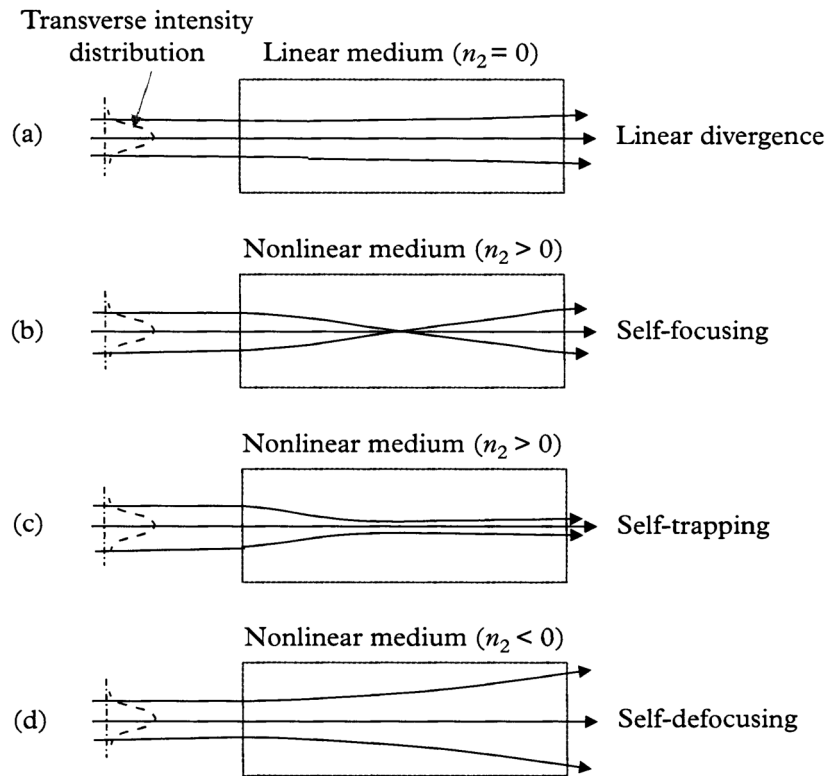 Transverse intensity
distribution
Linear medium (n₂ = 0)
(a)
Linear divergence
Nonlinear medium (n₂ > 0)
(b)
Self-focusing
Nonlinear medium (n₂ > 0)
(c)
Self-trapping
Nonlinear medium (n₂ < 0)
(d)
Self-defocusing